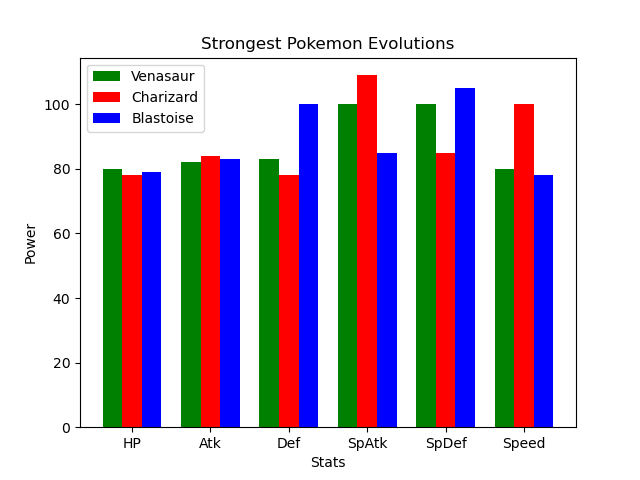 Strongest Pokemon Evolutions
Venasaur
Charizard
Blastoise
100
80
60
40
20
0
Power
HP Atk Def SpAtk SpDef Speed
Stats